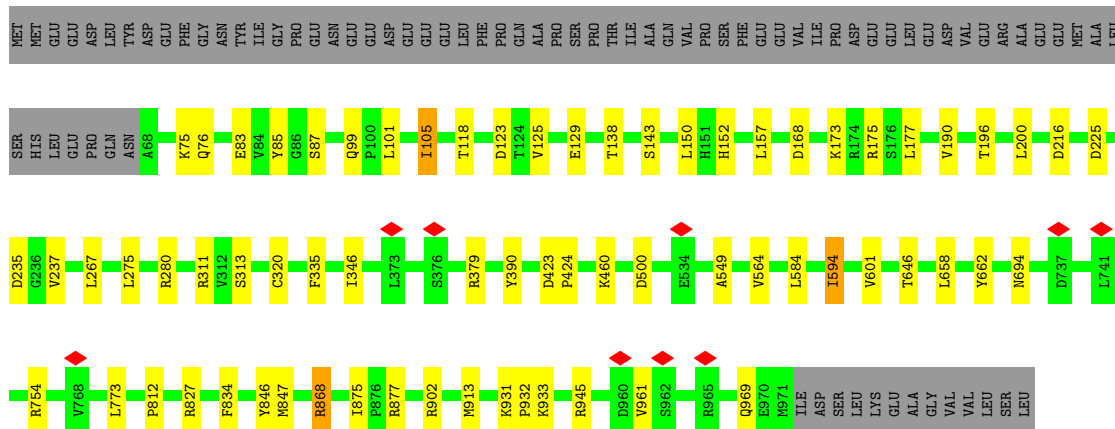 MET MET GLU GLU ASP LEU TYR ASP GLU PHE GLY ASN TYR ILE GLY PRO GLU ASN GLU GLU ASP GLU GLU GLU LEU PHE PRO GLN ALA PRO SER PRO PRO THR ILE ALA GLN VAL PRO SER PHE GLU GLU VAL ILE PRO ASP GLU GLU LEU GLU ASP VAL GLU ARG ALA GLU GLU MET ALA LEU
SER HIS LEU GLU PRO GLN ASN A68 K75 Q76 E83 V84 Y85 G86 S87 Q99 P100 L101 I105 T118 D123 T124 V125 E129 T138 S143 L150 H151 H152 L157 D168 K173 R174 R175 S176 L177 V190 T196 L200 D216 D225
D235 G236 V237 L267 L275 R280 R311 V312 S313 C320 F335 I346 L373 S376 R379 Y390 D423 P424 K460 D500 E534 A549 V564 L584 I594 V601 T646 L658 Y662 N694 D737 L741
R754 V768 L773 P812 R827 F834 Y846 M847 R868 I875 P876 R877 R902 M913 K931 P932 K933 R945 D960 V961 S962 R965 Q969 E970 M971 ILE ASP SER LEU LYS GLU ALA GLY VAL VAL LEU SER LEU